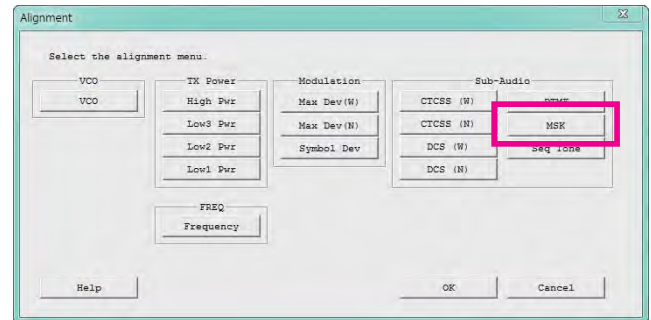 Alignment
Select the alignment menu.
VCO TX Power Modulation Sub-Audio
VCO High Pwr Max Dev(W) CTCSS (W) DTMF
Low3 Pwr Max Dev(N) CTCSS (N) MSK
Low2 Pwr Symbol Dev DCS (W) Seq Tone
Low1 Pwr DCS (N)
FREQ
Frequency
Help OK Cancel